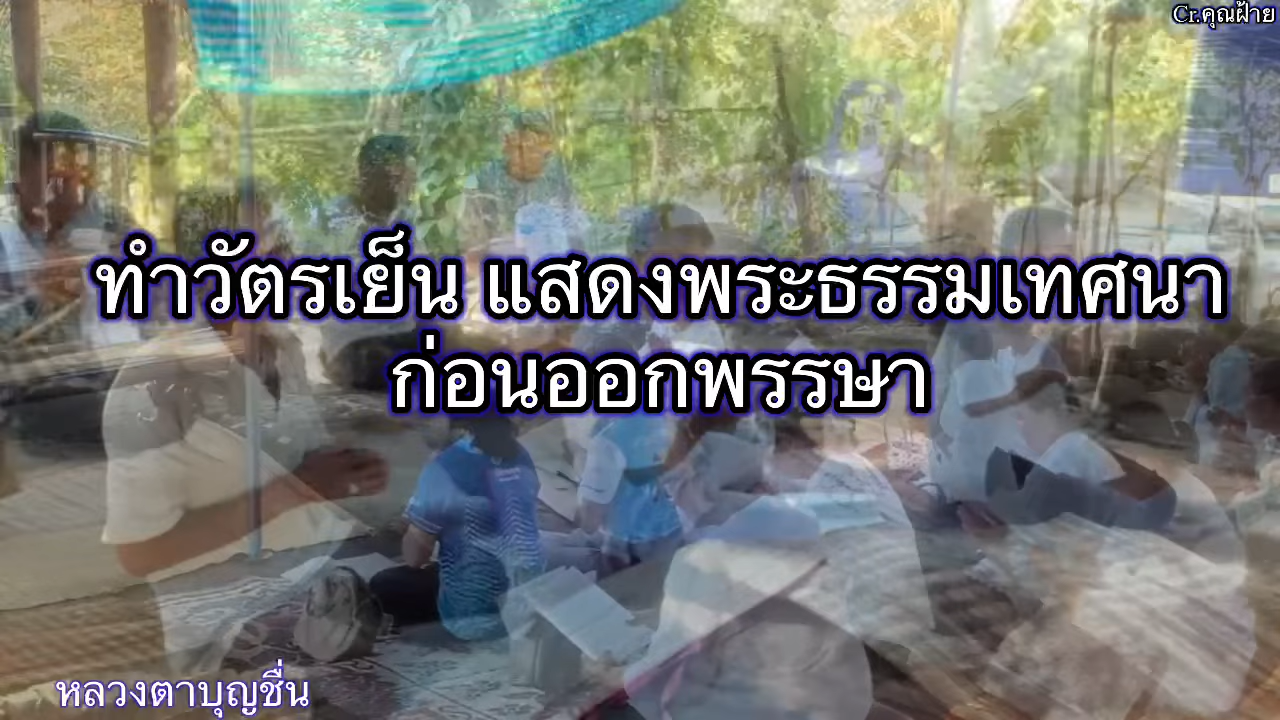 Cr.คุณฝ้าย
ทำวัตรเย็น แสดงพระธรรมเทศนา
ก่อนออกพรรษา
หลวงตาบุญชื่น